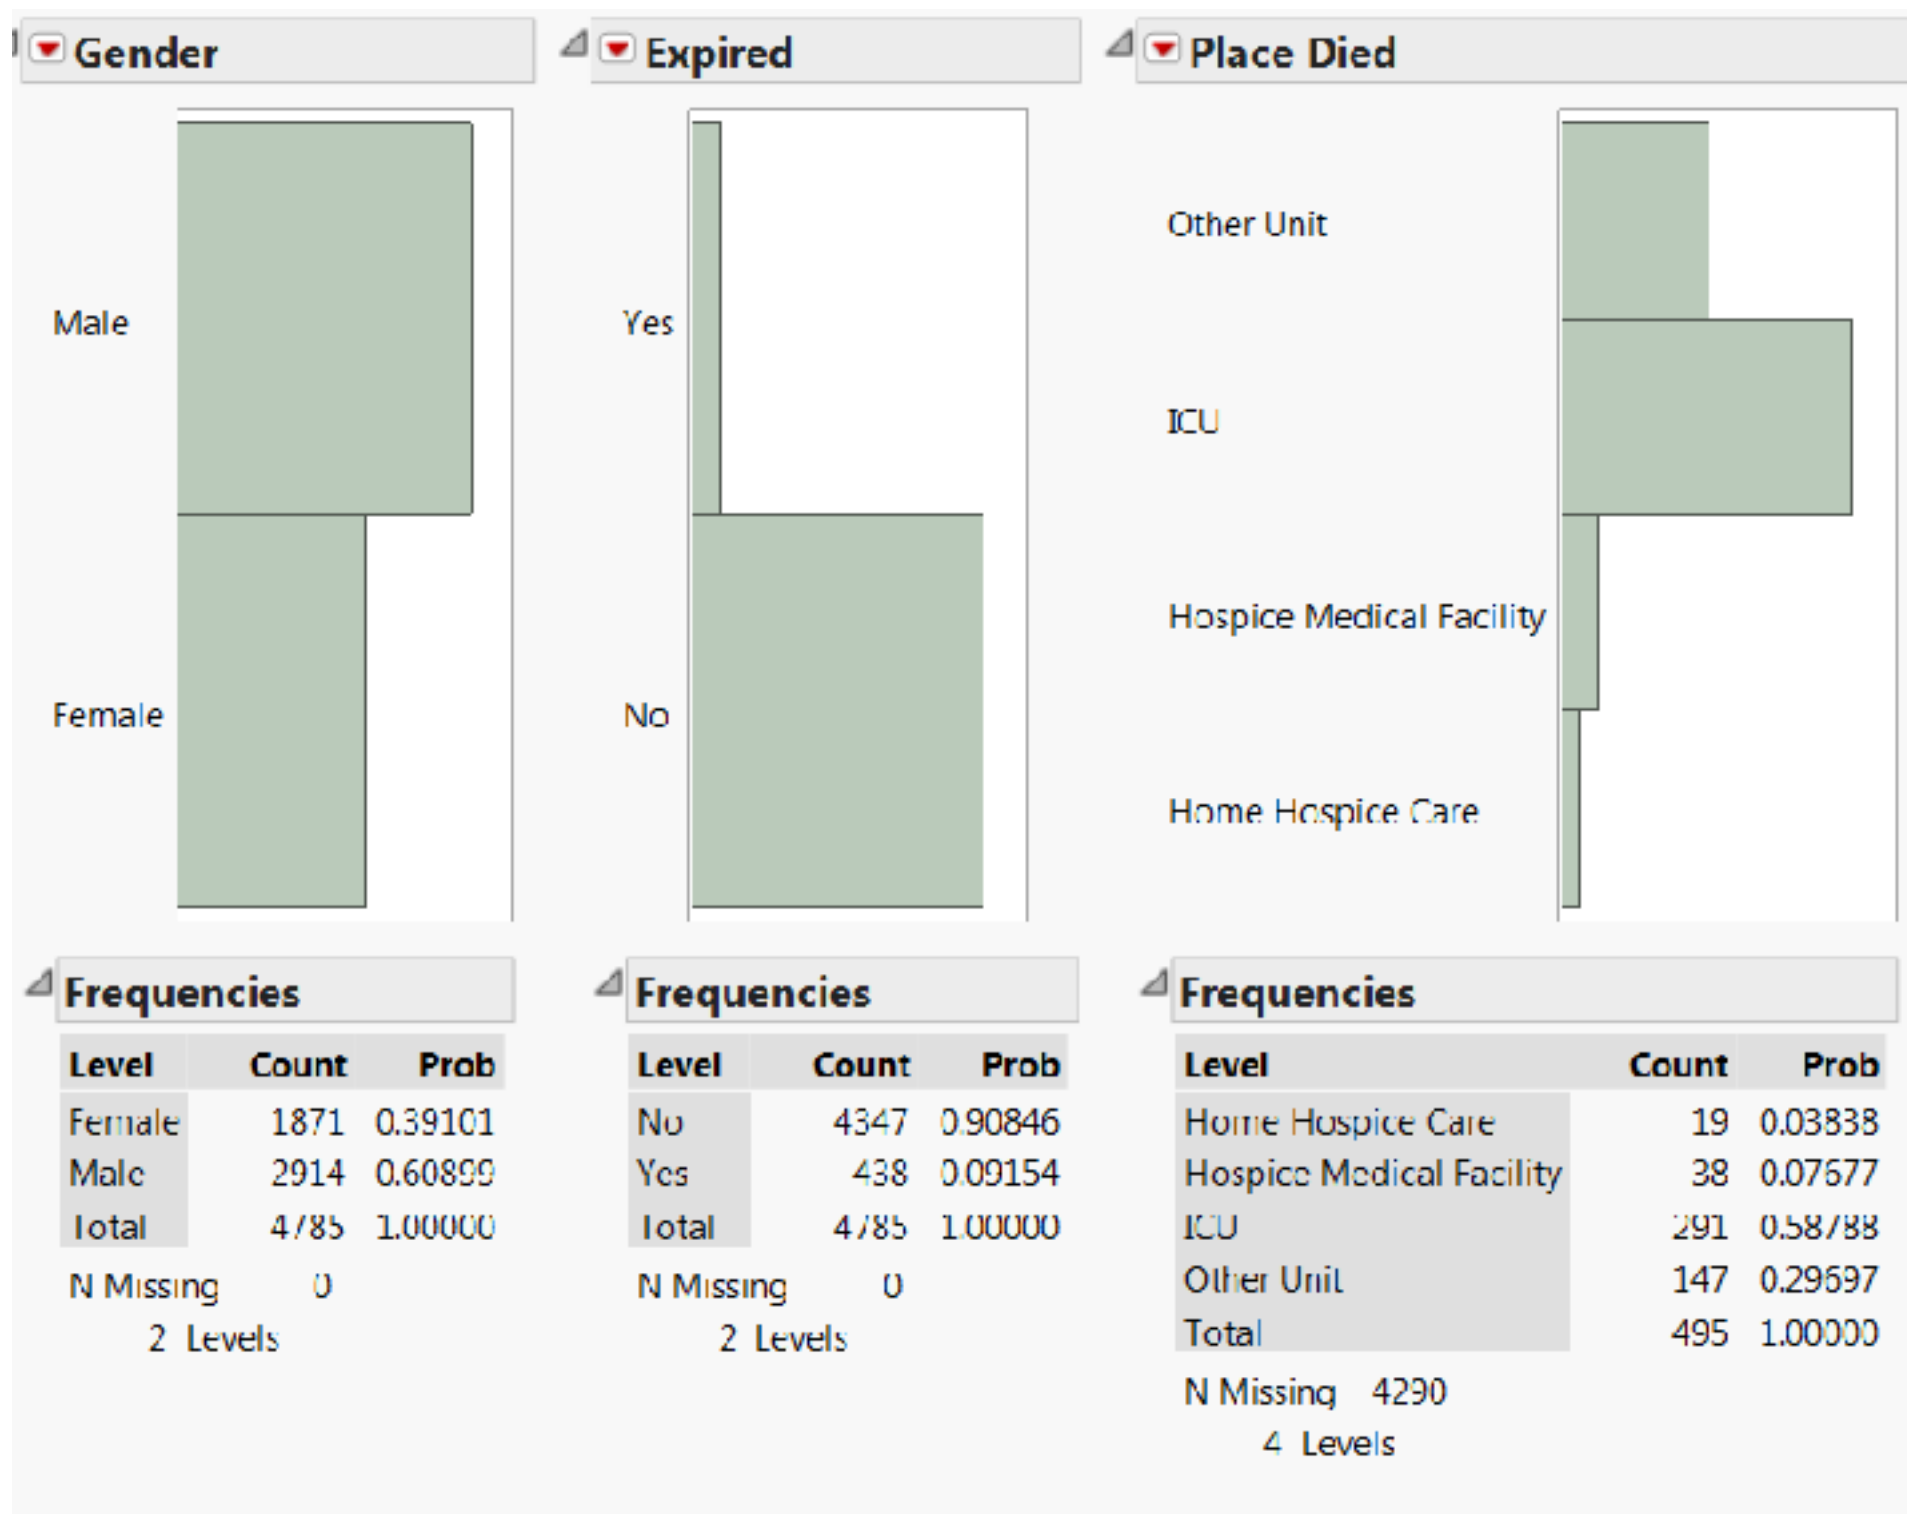 Gender
Male
Female
Frequencies
Level Count Prob
Female 1871 0.39101
Male 2914 0.60899
Total 4785 1.00000
N Missing 0
2 Levels
Expired
Yes
No
Frequencies
Level Count Prob
No 4347 0.90846
Yes 438 0.09154
Total 4785 1.00000
N Missing 0
2 Levels
Place Died
Other Unit
ICU
Hospice Medical Facility
Home Hospice Care
Frequencies
Level Count Prob
Home Hospice Care 19 0.03838
Hospice Medical Facility 38 0.07677
ICU 291 0.58788
Other Unit 147 0.29697
Total 495 1.00000
N Missing 4290
4 Levels